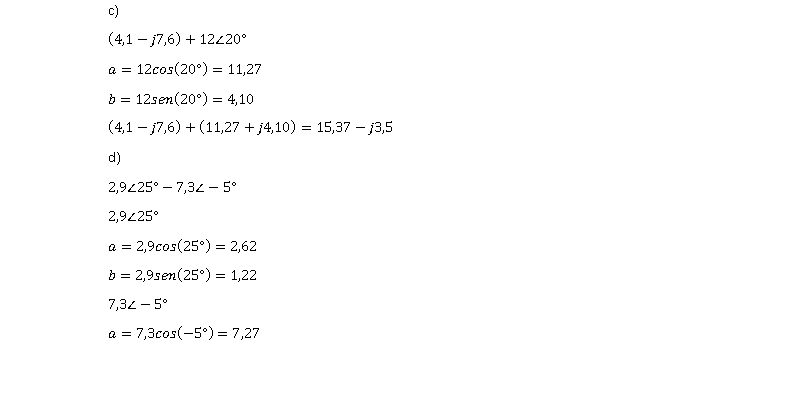 c)
(4,1 − j7,6) + 12∠20°
a = 12cos(20°) = 11,27
b = 12sen(20°) = 4,10
(4,1 − j7,6) + (11,27 + j4,10) = 15,37 − j3,5
d)
2,9∠25° − 7,3∠ − 5°
2,9∠25°
a = 2,9cos(25°) = 2,62
b = 2,9sen(25°) = 1,22
7,3∠ − 5°
a = 7,3cos(−5°) = 7,27